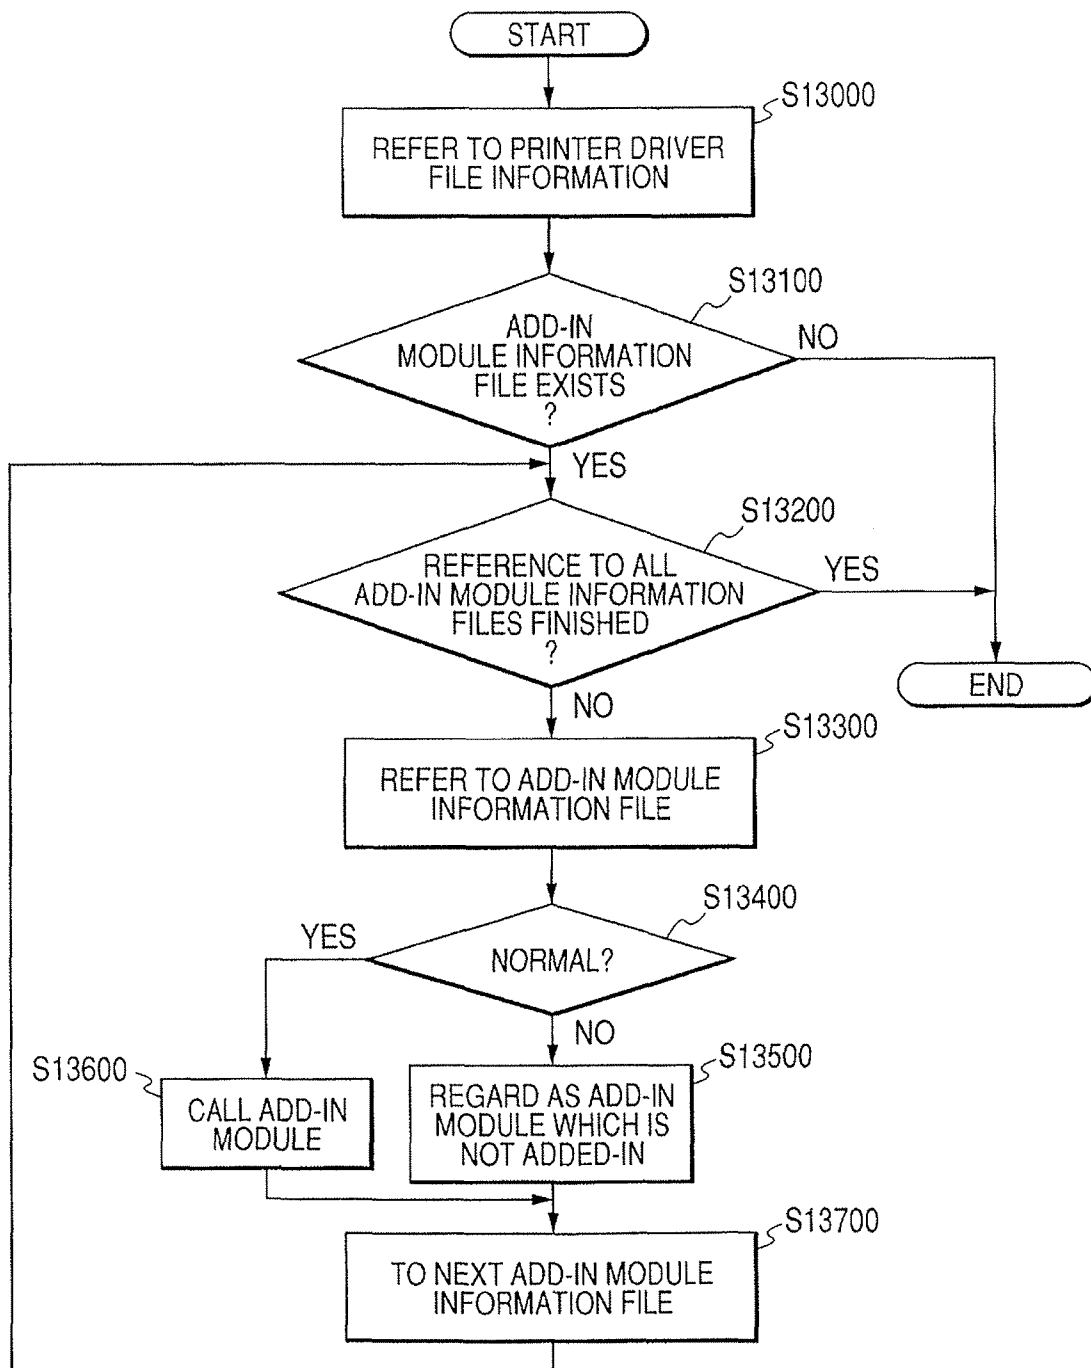 START
S13000
REFER TO PRINTER DRIVER
FILE INFORMATION
S13100
ADD-IN
MODULE INFORMATION
FILE EXISTS
?
NO
YES
S13200
REFERENCE TO ALL
ADD-IN MODULE INFORMATION
FILES FINISHED
?
YES
END
NO
S13300
REFER TO ADD-IN MODULE
INFORMATION FILE
S13400
YES
NORMAL?
NO
S13600
CALL ADD-IN
MODULE
S13500
REGARD AS ADD-IN
MODULE WHICH IS
NOT ADDED-IN
S13700
TO NEXT ADD-IN MODULE
INFORMATION FILE